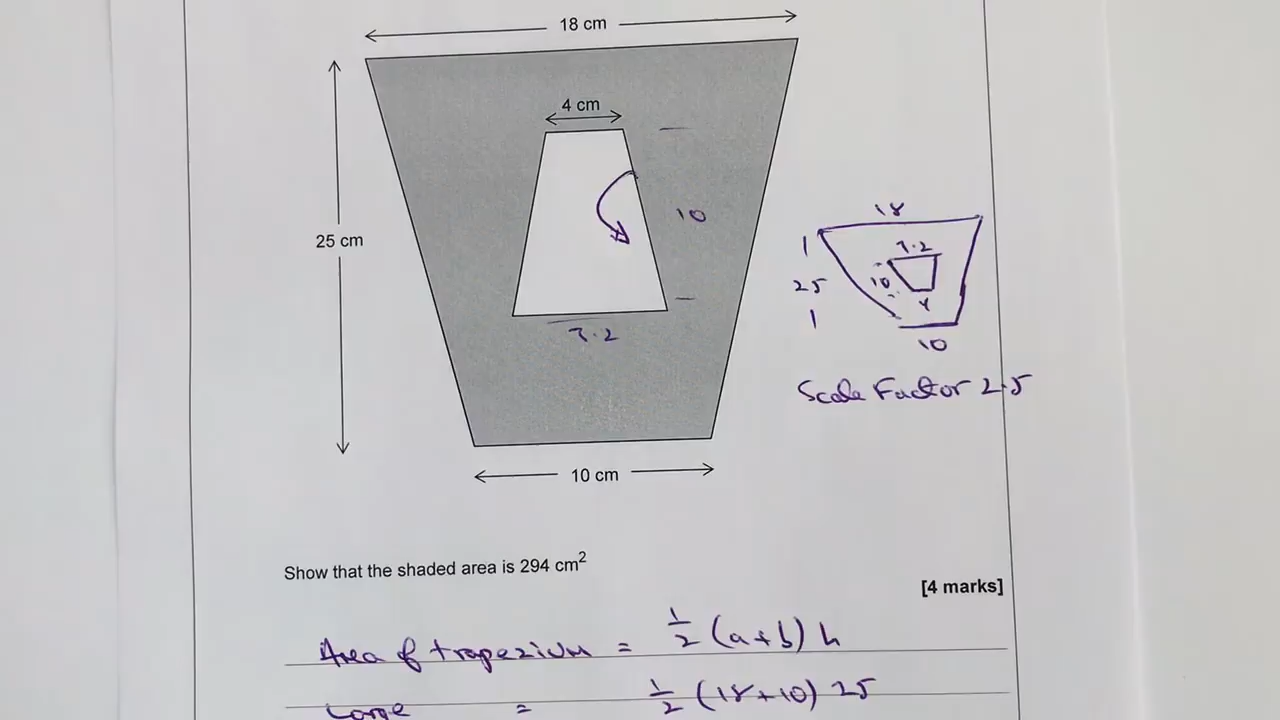 18 cm
4 cm
25 cm
10
7.2
10 cm
18
1
7.2
25
10
4
1
10
Scale Factor 2.5
Show that the shaded area is 294 cm²
[4 marks]
Area of trapezium = 1/2 (a+b) h
Large = 1/2 (18+10) 25